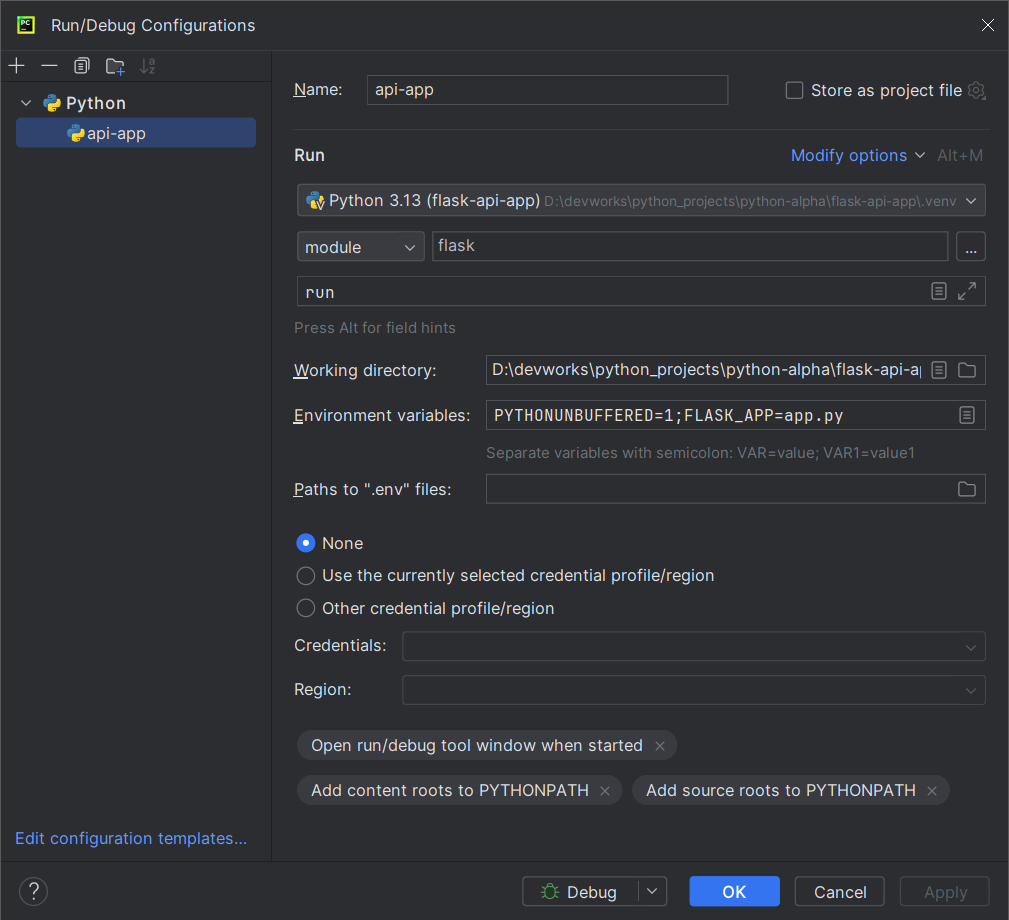 Run/Debug Configurations
Python
api-app
Name: api-app
Store as project file
Run
Modify options Alt+M
Python 3.13 (flask-api-app) D:\devworks\python_projects\python-alpha\flask-api-app\.venv
module flask ...
run
Press Alt for field hints
Working directory: D:\devworks\python_projects\python-alpha\flask-api-a
Environment variables: PYTHONUNBUFFERED=1;FLASK_APP=app.py
Separate variables with semicolon: VAR=value; VAR1=value1
Paths to ".env" files:
None
Use the currently selected credential profile/region
Other credential profile/region
Credentials:
Region:
Open run/debug tool window when started
Add content roots to PYTHONPATH Add source roots to PYTHONPATH
Edit configuration templates...
? Debug OK Cancel Apply